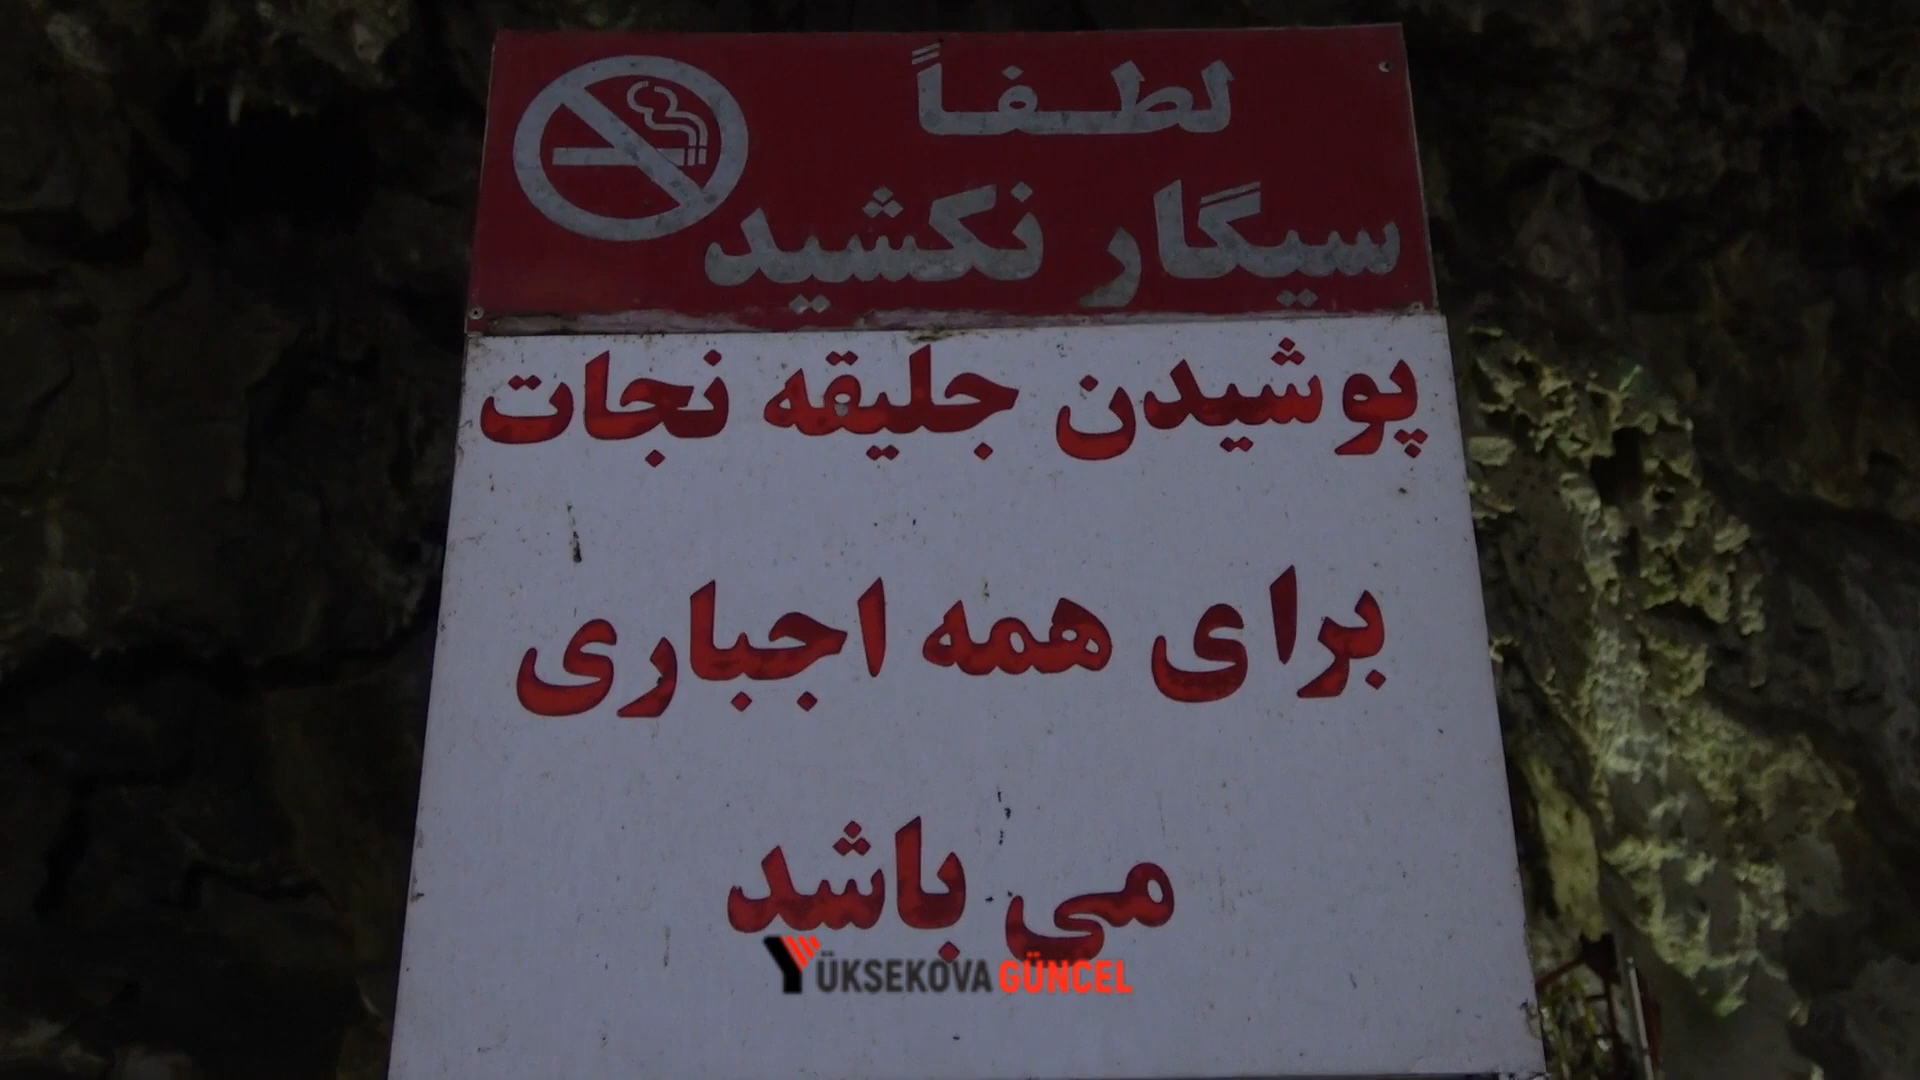 لطفاً
سیگار نکشید
پوشیدن جلیقه نجات
برای همه اجباری
می باشد
YÜKSEKOVA GÜNCEL